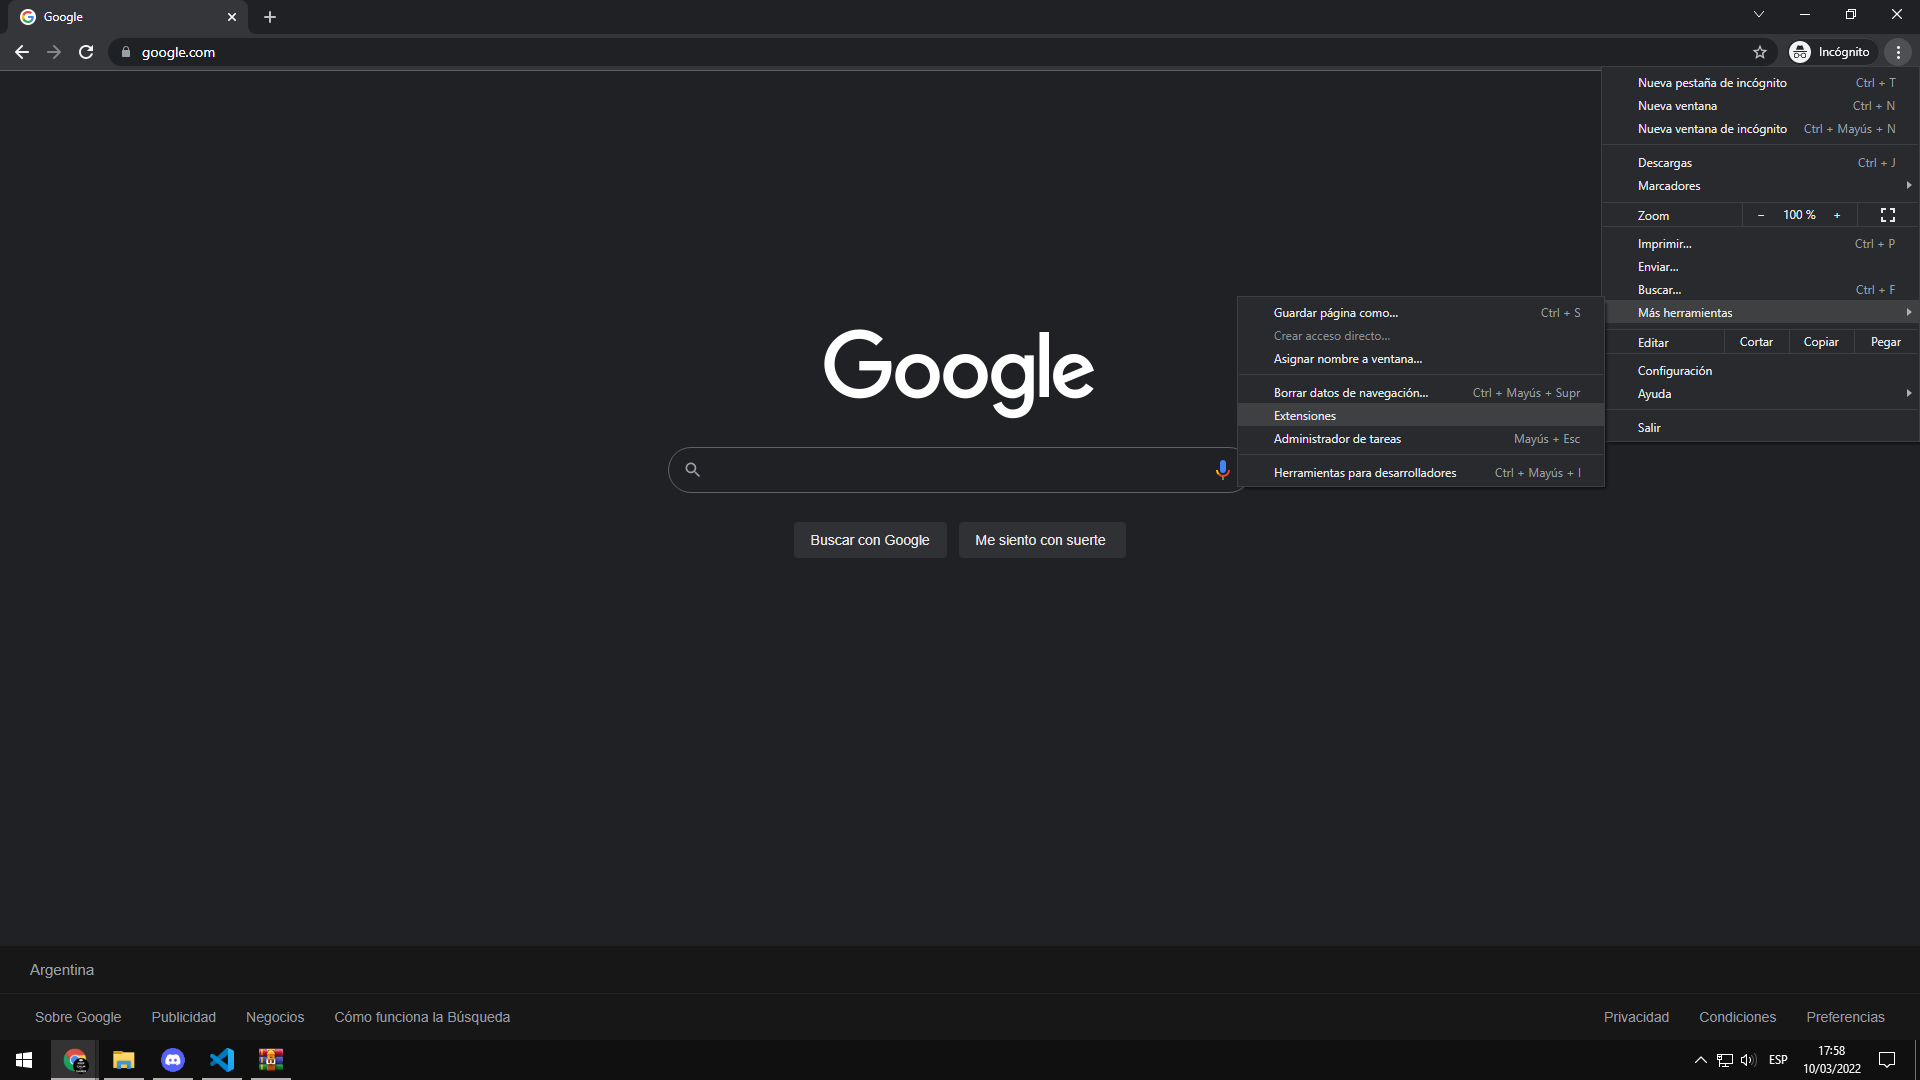 Google
google.com
Incógnito
Nueva pestaña de incógnito Ctrl + T
Nueva ventana Ctrl + N
Nueva ventana de incógnito Ctrl + Mayús + N
Descargas Ctrl + J
Marcadores
Zoom − 100 % +
Imprimir... Ctrl + P
Enviar...
Buscar... Ctrl + F
Más herramientas
Editar Cortar Copiar Pegar
Configuración
Ayuda
Salir
Guardar página como... Ctrl + S
Crear acceso directo...
Asignar nombre a ventana...
Borrar datos de navegación... Ctrl + Mayús + Supr
Extensiones
Administrador de tareas Mayús + Esc
Herramientas para desarrolladores Ctrl + Mayús + I
Google
Buscar con Google Me siento con suerte
Argentina
Sobre Google Publicidad Negocios Cómo funciona la Búsqueda Privacidad Condiciones Preferencias
ESP
17:58
10/03/2022